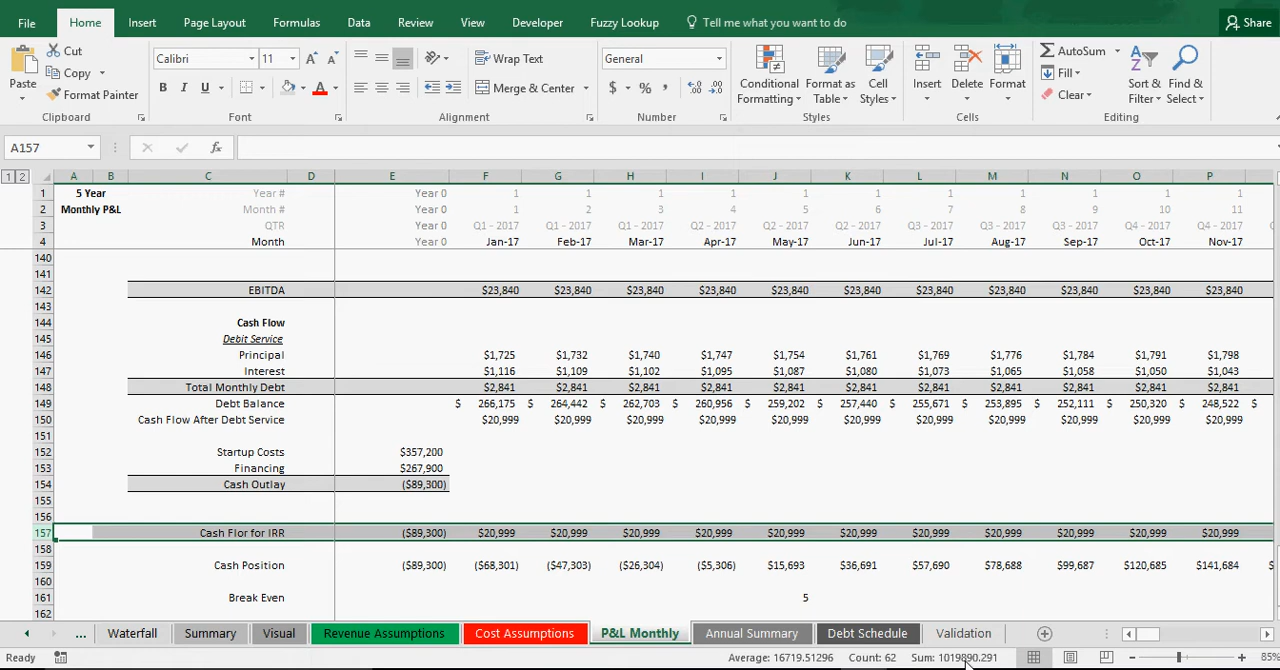 File Home Insert Page Layout Formulas Data Review View Developer Fuzzy Lookup Tell me what you want to do Share
Cut
Copy
Format Painter
Paste
Clipboard
Calibri 11
B I U
Font
Wrap Text
Merge & Center
Alignment
General
$ % ,
Number
Conditional Formatting
Format as Table
Cell Styles
Styles
Insert Delete Format
Cells
AutoSum
Fill
Clear
Sort & Filter
Find & Select
Editing
A157 fx
1 2 A B C D E F G H I J K L M N O P
1 5 Year Year # Year 0 1 1 1 1 1 1 1 1 1 1 1
2 Monthly P&L Month # Year 0 1 2 3 4 5 6 7 8 9 10 11
3 QTR Year 0 Q1 - 2017 Q1 - 2017 Q1 - 2017 Q2 - 2017 Q2 - 2017 Q2 - 2017 Q3 - 2017 Q3 - 2017 Q3 - 2017 Q4 - 2017 Q4 - 2017
4 Month Year 0 Jan-17 Feb-17 Mar-17 Apr-17 May-17 Jun-17 Jul-17 Aug-17 Sep-17 Oct-17 Nov-17
140
141
142 EBITDA $23,840 $23,840 $23,840 $23,840 $23,840 $23,840 $23,840 $23,840 $23,840 $23,840 $23,840
143
144 Cash Flow
145 Debit Service
146 Principal $1,725 $1,732 $1,740 $1,747 $1,754 $1,761 $1,769 $1,776 $1,784 $1,791 $1,798
147 Interest $1,116 $1,109 $1,102 $1,095 $1,087 $1,080 $1,073 $1,065 $1,058 $1,050 $1,043
148 Total Monthly Debt $2,841 $2,841 $2,841 $2,841 $2,841 $2,841 $2,841 $2,841 $2,841 $2,841 $2,841
149 Debt Balance $ 266,175 $ 264,442 $ 262,703 $ 260,956 $ 259,202 $ 257,440 $ 255,671 $ 253,895 $ 252,111 $ 250,320 $ 248,522 $
150 Cash Flow After Debt Service $20,999 $20,999 $20,999 $20,999 $20,999 $20,999 $20,999 $20,999 $20,999 $20,999 $20,999
151
152 Startup Costs $357,200
153 Financing $267,900
154 Cash Outlay ($89,300)
155
156
157 Cash Flor for IRR ($89,300) $20,999 $20,999 $20,999 $20,999 $20,999 $20,999 $20,999 $20,999 $20,999 $20,999 $20,999
158
159 Cash Position ($89,300) ($68,301) ($47,303) ($26,304) ($5,306) $15,693 $36,691 $57,690 $78,688 $99,687 $120,685 $141,684
160
161 Break Even 5
162
... Waterfall Summary Visual Revenue Assumptions Cost Assumptions P&L Monthly Annual Summary Debt Schedule Validation
Ready Average: 16719.51296 Count: 62 Sum: 1019890.291 85%